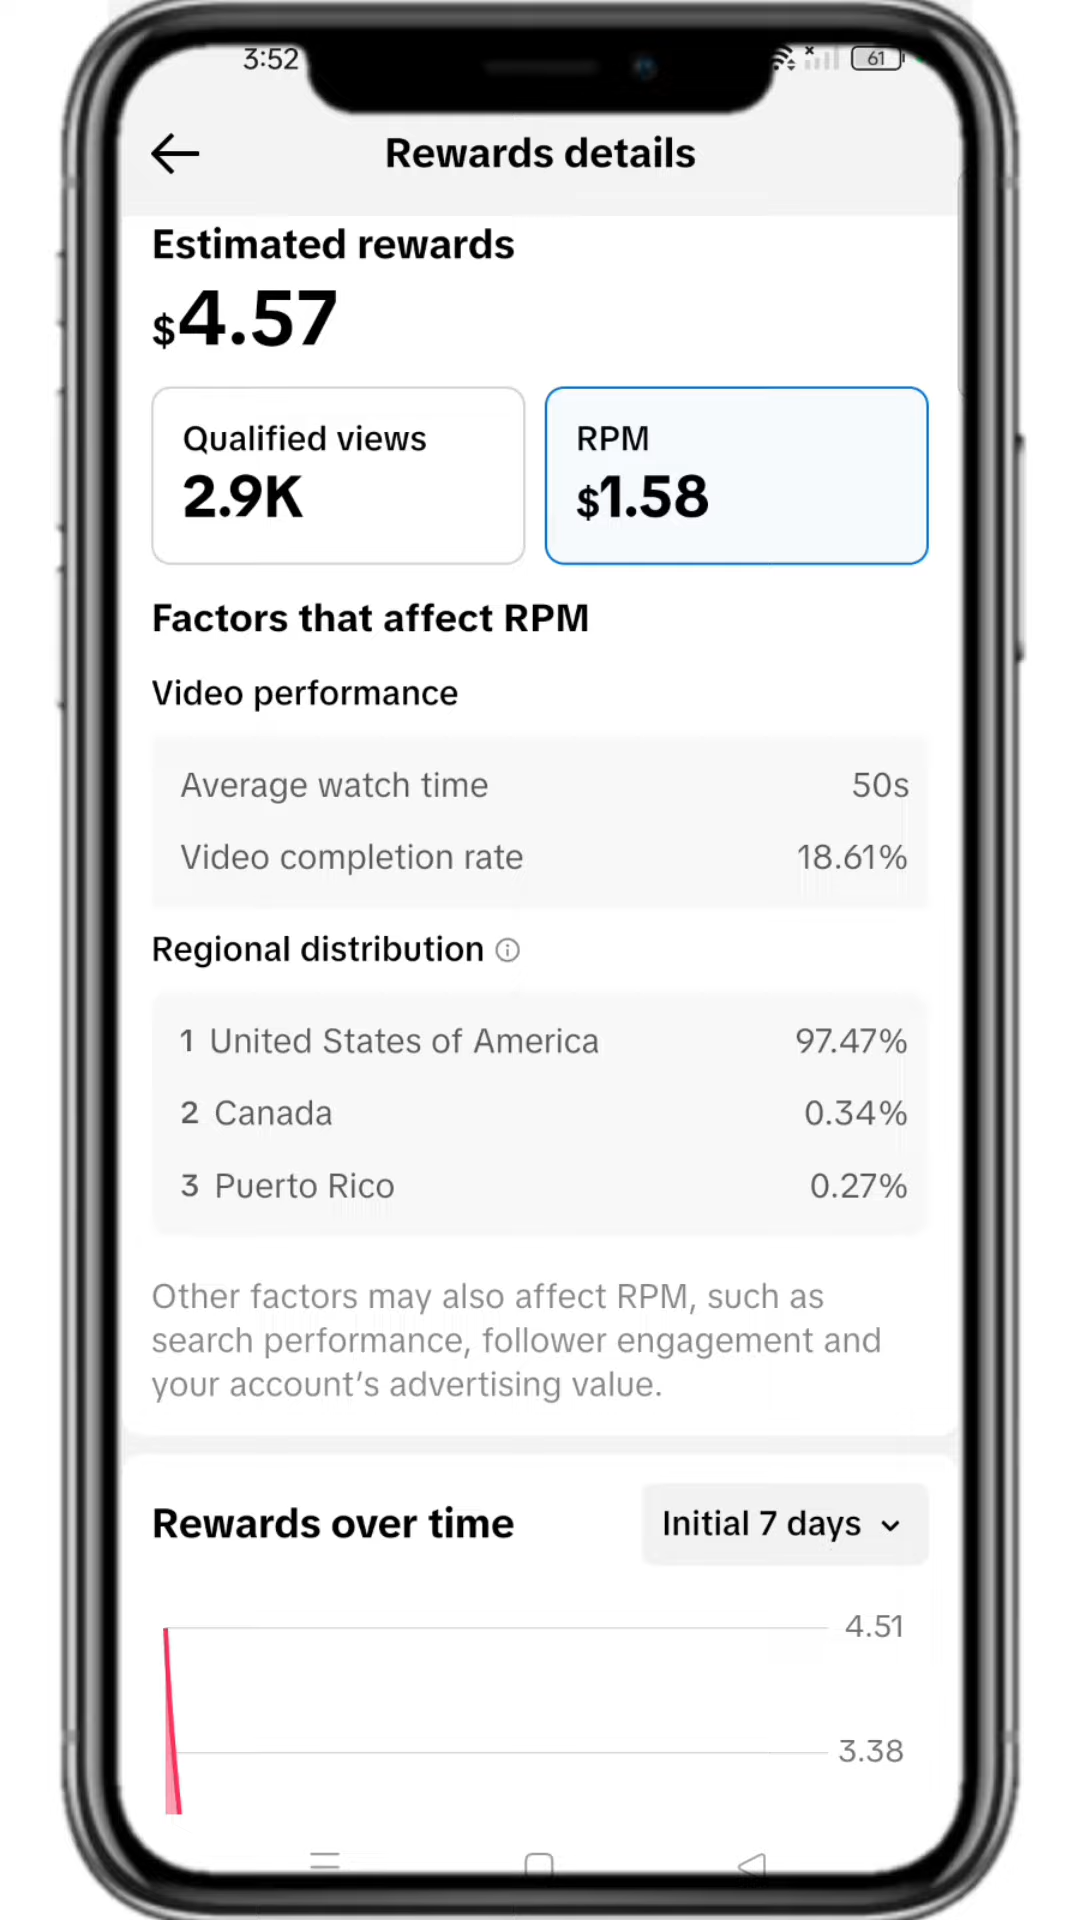 3:52
61
Rewards details
Estimated rewards
$4.57
Qualified views
2.9K
RPM
$1.58
Factors that affect RPM
Video performance
Average watch time 50s
Video completion rate 18.61%
Regional distribution
1 United States of America 97.47%
2 Canada 0.34%
3 Puerto Rico 0.27%
Other factors may also affect RPM, such as
search performance, follower engagement and
your account's advertising value.
Rewards over time
Initial 7 days
4.51
3.38